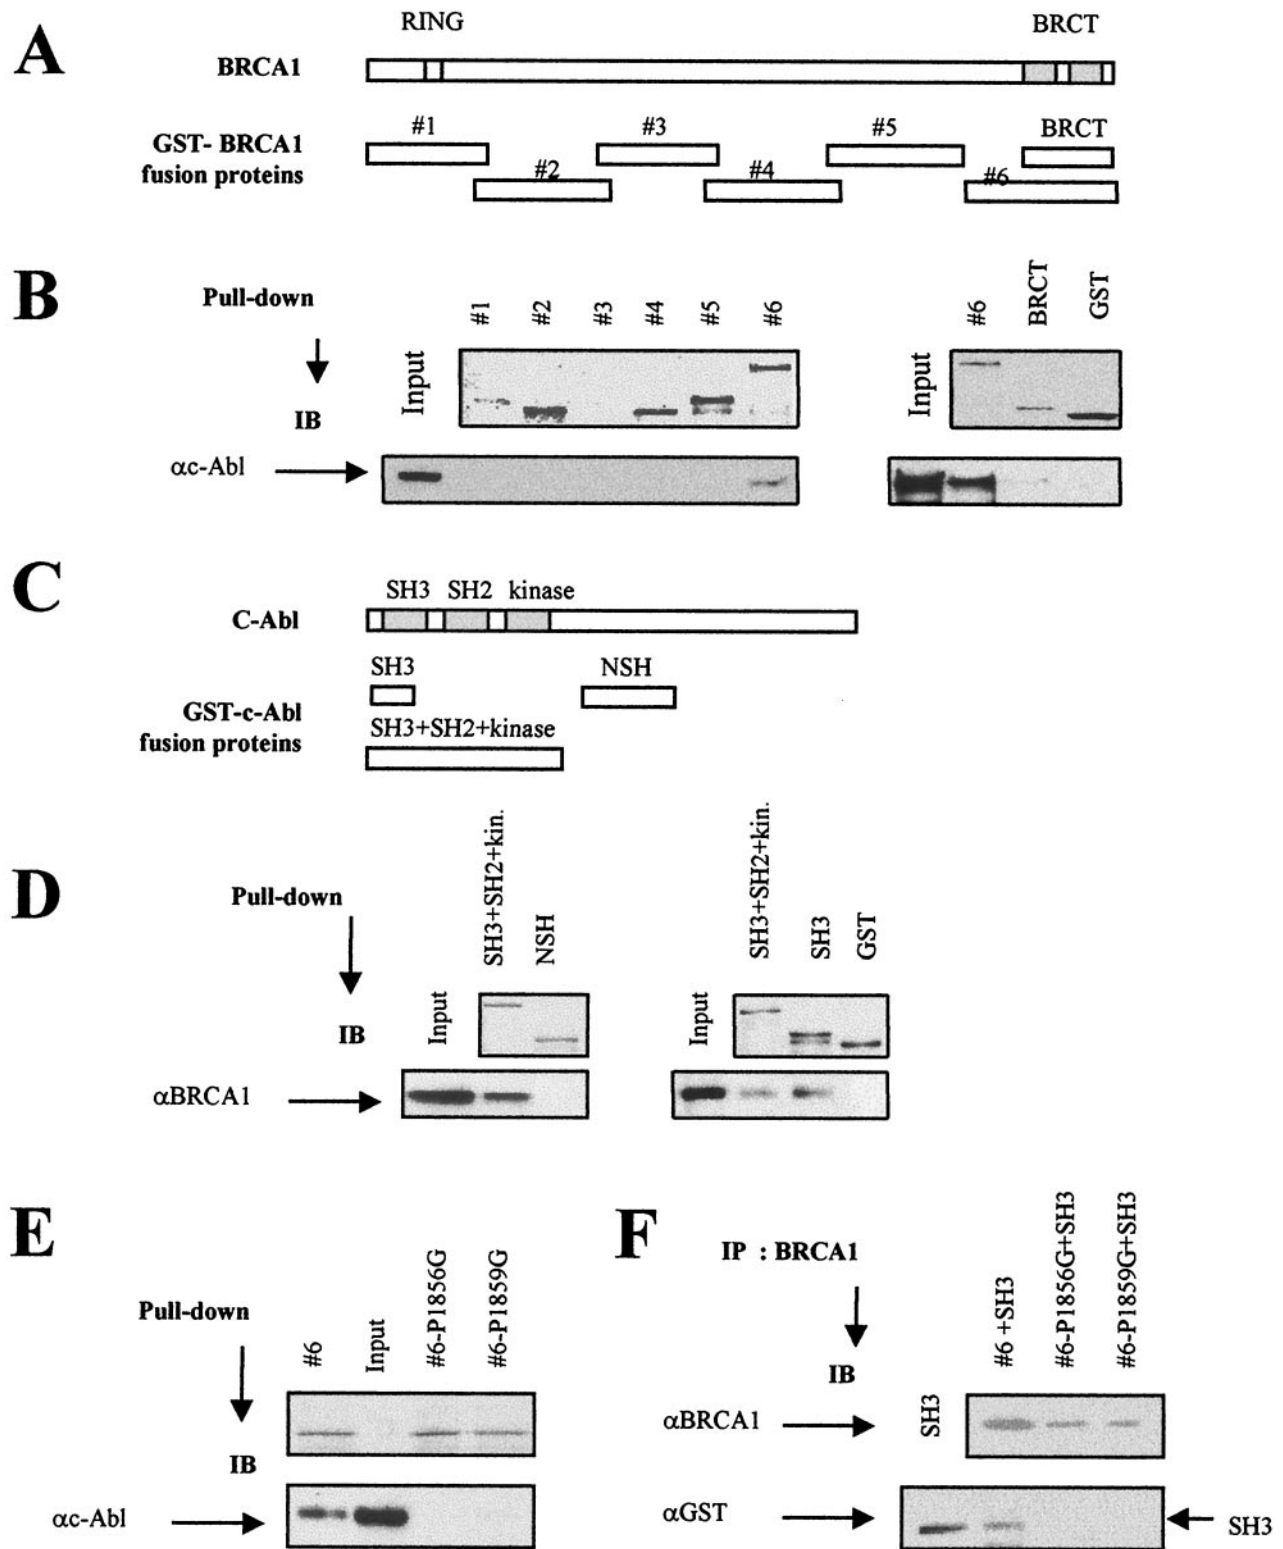 A
RING
BRCT
BRCA1
GST- BRCA1
fusion proteins
#1
#3
#5
BRCT
#2
#4
#6
B
Pull-down
IB
αc-Abl
Input
#1
#2
#3
#4
#5
#6
Input
#6
BRCT
GST
C
SH3
SH2
kinase
C-Abl
SH3
NSH
GST-c-Abl
fusion proteins
SH3+SH2+kinase
D
Pull-down
IB
αBRCA1
Input
SH3+SH2+kin.
NSH
Input
SH3+SH2+kin.
SH3
GST
E
Pull-down
IB
αc-Abl
#6
Input
#6-P1856G
#6-P1859G
F
IP : BRCA1
IB
αBRCA1
αGST
SH3
#6 +SH3
#6-P1856G+SH3
#6-P1859G+SH3
SH3